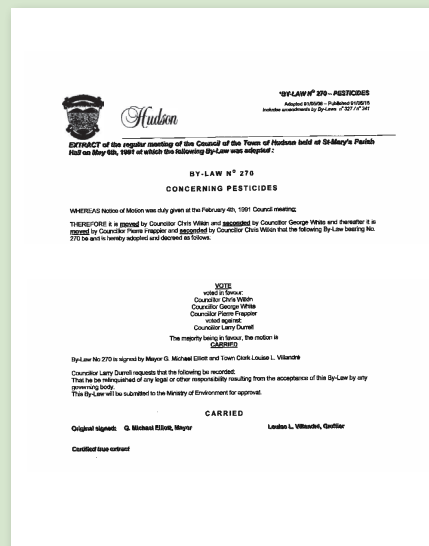 "BY-LAW Nº 270 – PESTICIDES
Adopted 91/05/06 – Published 91/05/15
Includes amendments by By-Laws nº 327 / nº 341
Hudson
EXTRACT of the regular meeting of the Council of the Town of Hudson held at St-Mary's Parish
Hall on May 6th, 1991 at which the following By-Law was adopted :
BY-LAW Nº 270
CONCERNING PESTICIDES
WHEREAS Notice of Motion was duly given at the February 4th, 1991 Council meeting;
THEREFORE it is moved by Councillor Chris Wilkin and seconded by Councillor George White and thereafter it is
moved by Councillor Pierre Frappier and seconded by Councillor Chris Wilkin that the following By-Law bearing No.
270 be and is hereby adopted and decreed as follows.
VOTE
voted in favour:
Councillor Chris Wilkin
Councillor George White
Councillor Pierre Frappier
voted against:
Councillor Larry Durrell
The majority being in favour, the motion is
CARRIED
By-Law No 270 is signed by Mayor G. Michael Elliott and Town Clerk Louise L. Villandré
Councillor Larry Durrell requests that the following be recorded:
That he be relinquished of any legal or other responsibility resulting from the acceptance of this By-Law by any
governing body.
This By-Law will be submitted to the Ministry of Environment for approval.
CARRIED
Original signed: G. Michael Elliott, Mayor
Louise L. Villandré, Greffier
Certified true extract